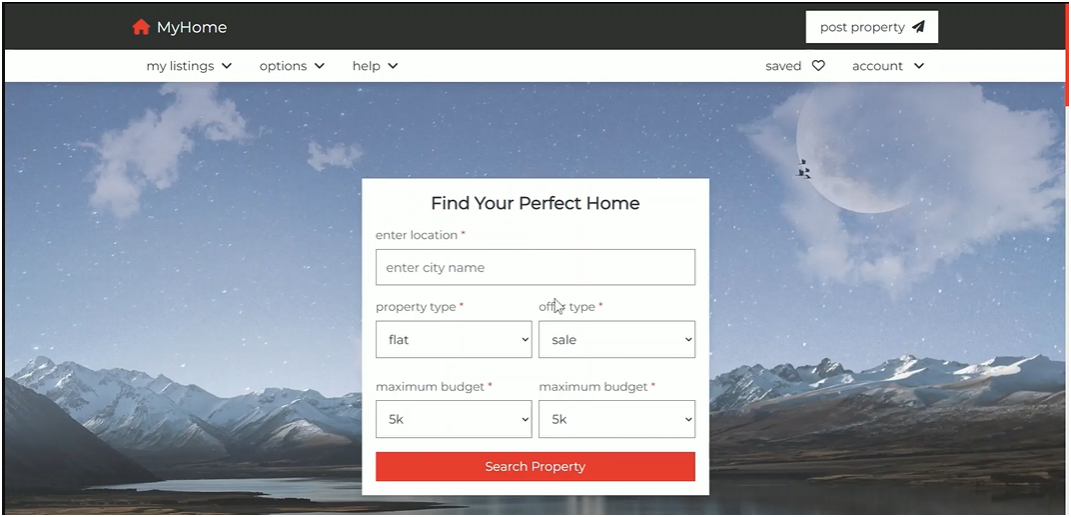 MyHome
post property
my listings
options
help
saved
account
Find Your Perfect Home
enter location *
enter city name
property type *
offer type *
flat
sale
maximum budget *
maximum budget *
5k
5k
Search Property